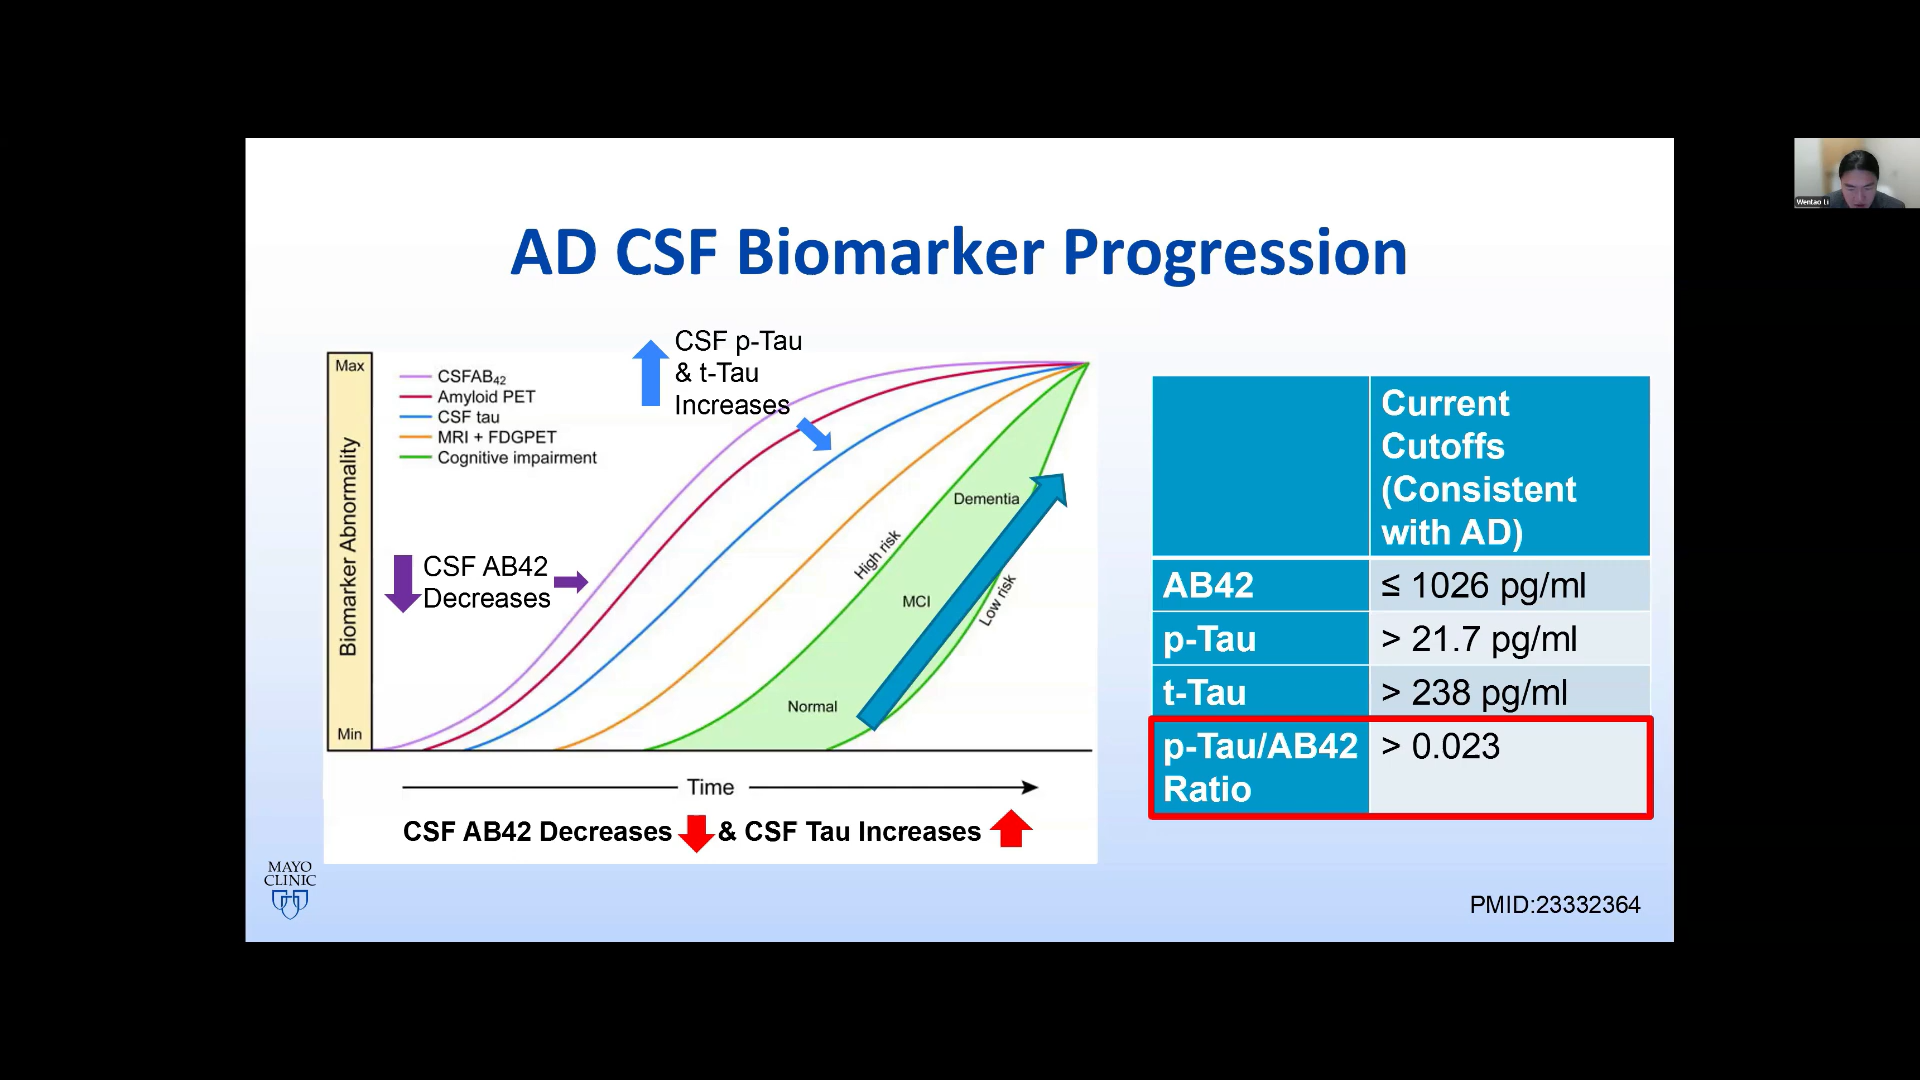 AD CSF Biomarker Progression
Wentao Li
CSF p-Tau
& t-Tau
Increases
Max
CSFAB₄₂
Amyloid PET
CSF tau
MRI + FDGPET
Cognitive impairment
Biomarker Abnormality
CSF AB42
Decreases
High risk
Dementia
MCI
Low risk
Normal
Min
Time
CSF AB42 Decreases & CSF Tau Increases
Current
Cutoffs
(Consistent
with AD)
AB42 ≤ 1026 pg/ml
p-Tau > 21.7 pg/ml
t-Tau > 238 pg/ml
p-Tau/AB42 > 0.023
Ratio
MAYO
CLINIC
PMID:23332364